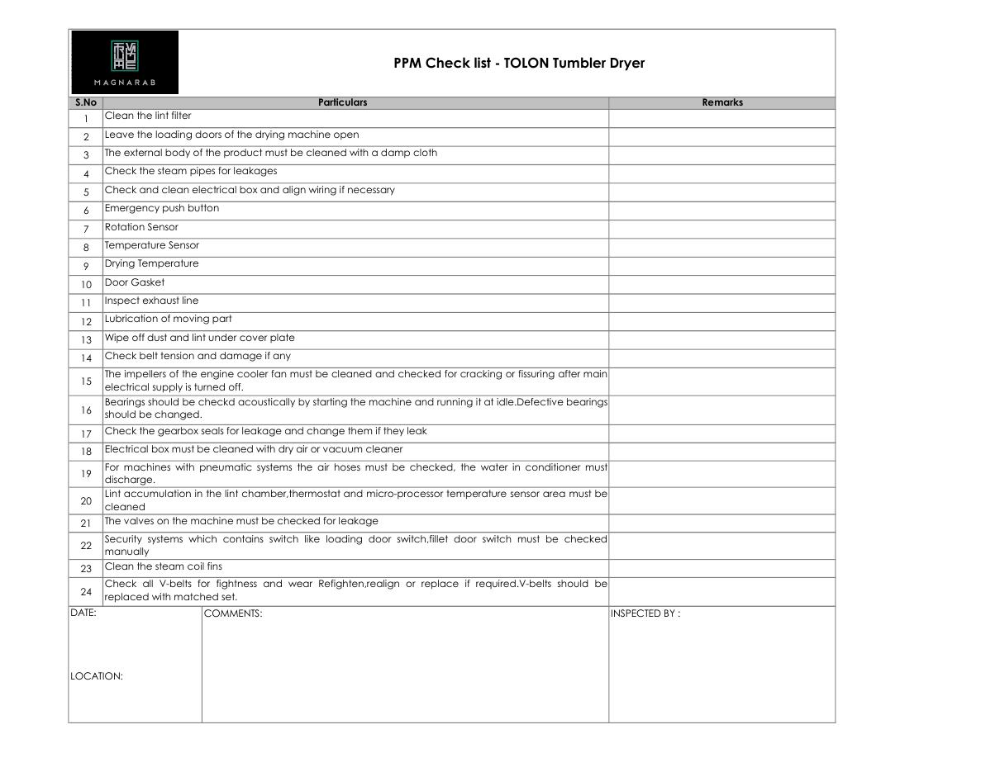 MAGNARAB
PPM Check list - TOLON Tumbler Dryer
S.No Particulars Remarks
1 Clean the lint filter
2 Leave the loading doors of the drying machine open
3 The external body of the product must be cleaned with a damp cloth
4 Check the steam pipes for leakages
5 Check and clean electrical box and align wiring if necessary
6 Emergency push button
7 Rotation Sensor
8 Temperature Sensor
9 Drying Temperature
10 Door Gasket
11 Inspect exhaust line
12 Lubrication of moving part
13 Wipe off dust and lint under cover plate
14 Check belt tension and damage if any
15 The impellers of the engine cooler fan must be cleaned and checked for cracking or fissuring after main
electrical supply is turned off.
16 Bearings should be checkd acoustically by starting the machine and running it at idle.Defective bearings
should be changed.
17 Check the gearbox seals for leakage and change them if they leak
18 Electrical box must be cleaned with dry air or vacuum cleaner
19 For machines with pneumatic systems the air hoses must be checked, the water in conditioner must
discharge.
20 Lint accumulation in the lint chamber,thermostat and micro-processor temperature sensor area must be
cleaned
21 The valves on the machine must be checked for leakage
22 Security systems which contains switch like loading door switch,fillet door switch must be checked
manually
23 Clean the steam coil fins
24 Check all V-belts for fightness and wear Refighten,realign or replace if required.V-belts should be
replaced with matched set.
DATE: COMMENTS: INSPECTED BY :
LOCATION: